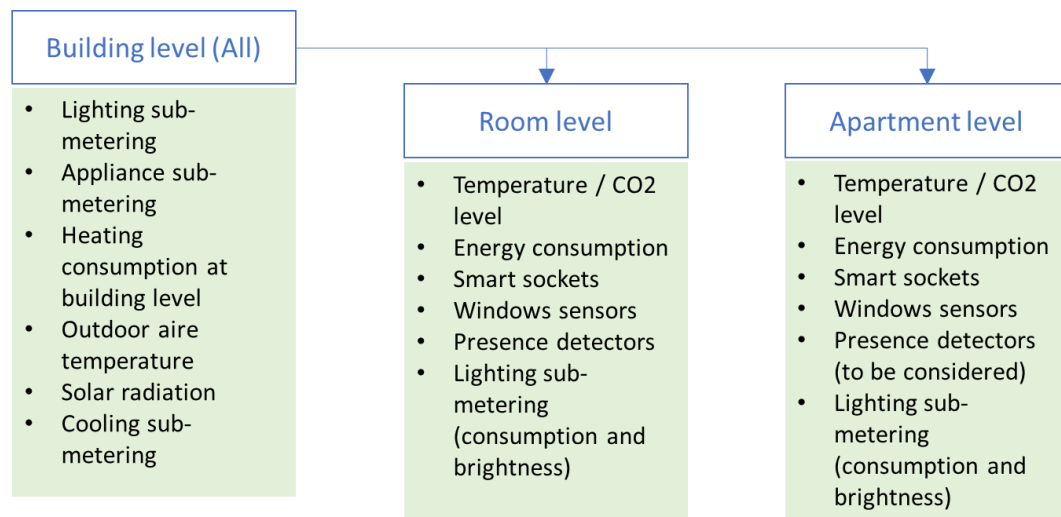 Building level (All)
• Lighting sub-
metering
• Appliance sub-
metering
• Heating
consumption at
building level
• Outdoor aire
temperature
• Solar radiation
• Cooling sub-
metering
Room level
• Temperature / CO2
level
• Energy consumption
• Smart sockets
• Windows sensors
• Presence detectors
• Lighting sub-
metering
(consumption and
brightness)
Apartment level
• Temperature / CO2
level
• Energy consumption
• Smart sockets
• Windows sensors
• Presence detectors
(to be considered)
• Lighting sub-
metering
(consumption and
brightness)